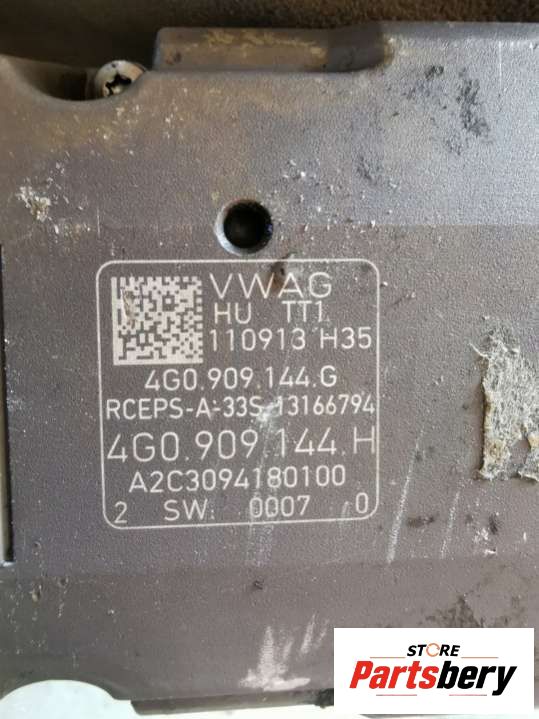 VWAG
HU TT1
110913 H35
4G0.909.144.G
RCEPS-A-33S-13166794
4G0.909.144.H
A2C3094180100
2 SW. 0007 0
STORE
Partsbery